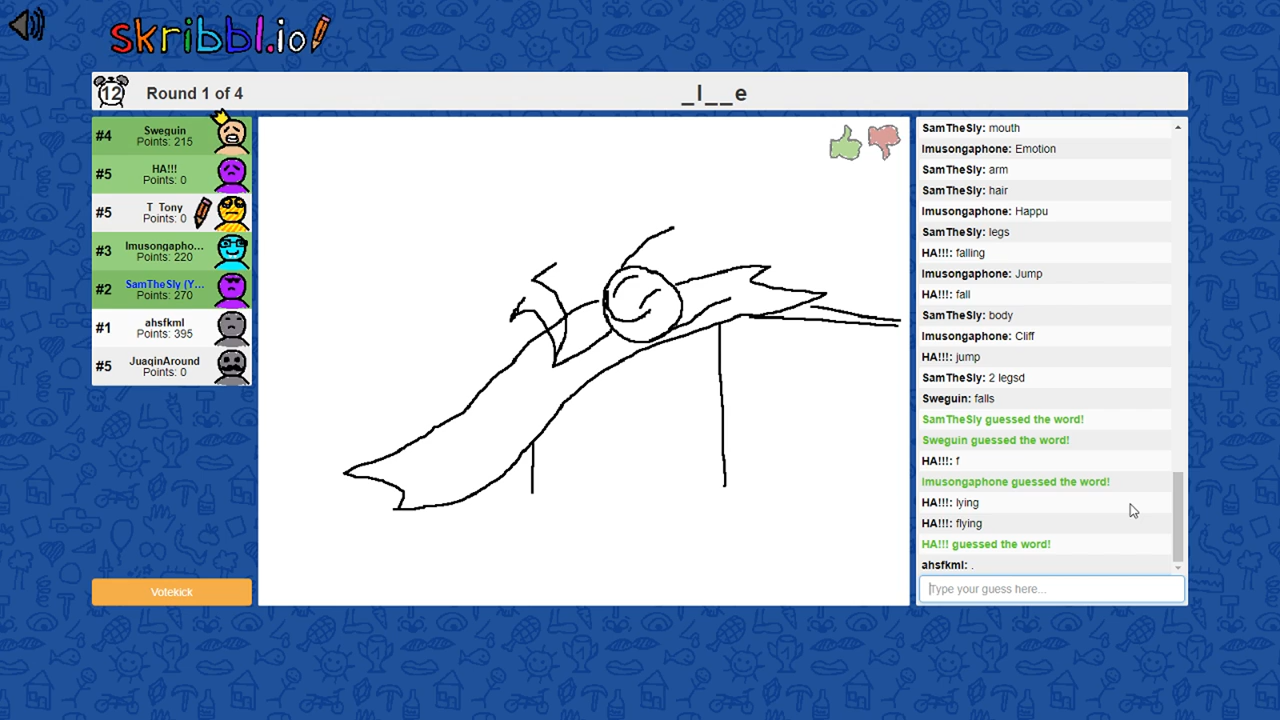 skribbl.io
12
Round 1 of 4
_l__e
#4
Sweguin
Points: 215
#5
HA!!!
Points: 0
#5
T Tony
Points: 0
#3
Imusongapho...
Points: 220
#2
SamTheSly (Y...
Points: 270
#1
ahsfkml
Points: 395
#5
JuaqinAround
Points: 0
Votekick
SamTheSly: mouth
Imusongaphone: Emotion
SamTheSly: arm
SamTheSly: hair
Imusongaphone: Happu
SamTheSly: legs
HA!!!: falling
Imusongaphone: Jump
HA!!!: fall
SamTheSly: body
Imusongaphone: Cliff
HA!!!: jump
SamTheSly: 2 legsd
Sweguin: falls
SamTheSly guessed the word!
Sweguin guessed the word!
HA!!!: f
Imusongaphone guessed the word!
HA!!!: lying
HA!!!: flying
HA!!! guessed the word!
ahsfkml: .
Type your guess here...